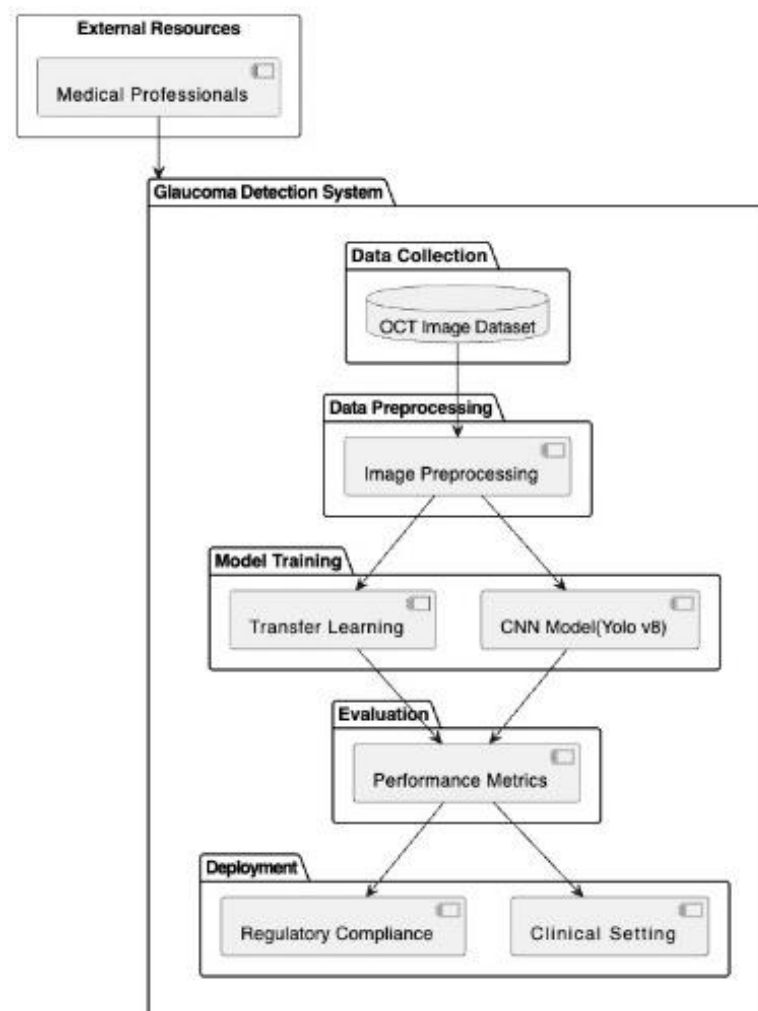 External Resources
Medical Professionals
Glaucoma Detection System
Data Collection
OCT Image Dataset
Data Preprocessing
Image Preprocessing
Model Training
Transfer Learning
CNN Model(Yolo v8)
Evaluation
Performance Metrics
Deployment
Regulatory Compliance
Clinical Setting